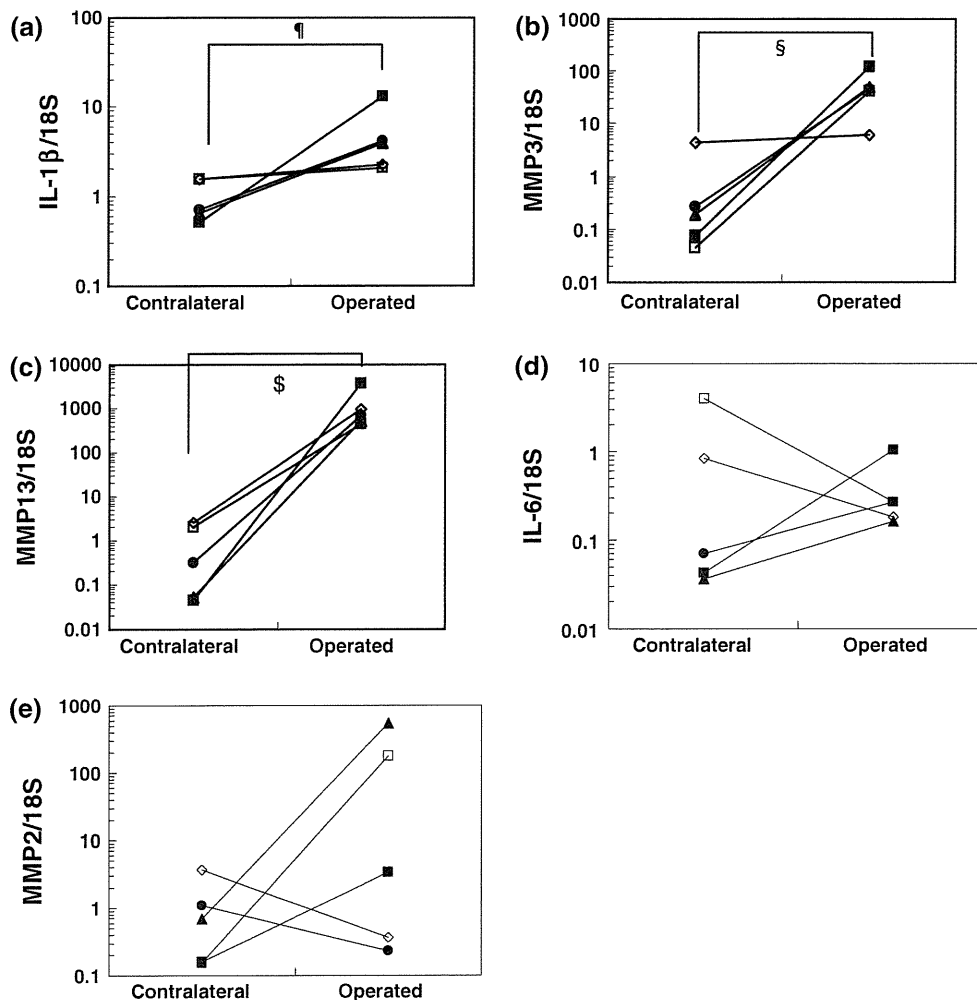 (a)
IL-1β/18S
100
10
1
0.1
¶
Contralateral Operated
(b)
MMP3/18S
1000
100
10
1
0.1
0.01
§
Contralateral Operated
(c)
MMP13/18S
10000
1000
100
10
1
0.1
0.01
$
Contralateral Operated
(d)
IL-6/18S
10
1
0.1
0.01
Contralateral Operated
(e)
MMP2/18S
1000
100
10
1
0.1
Contralateral Operated